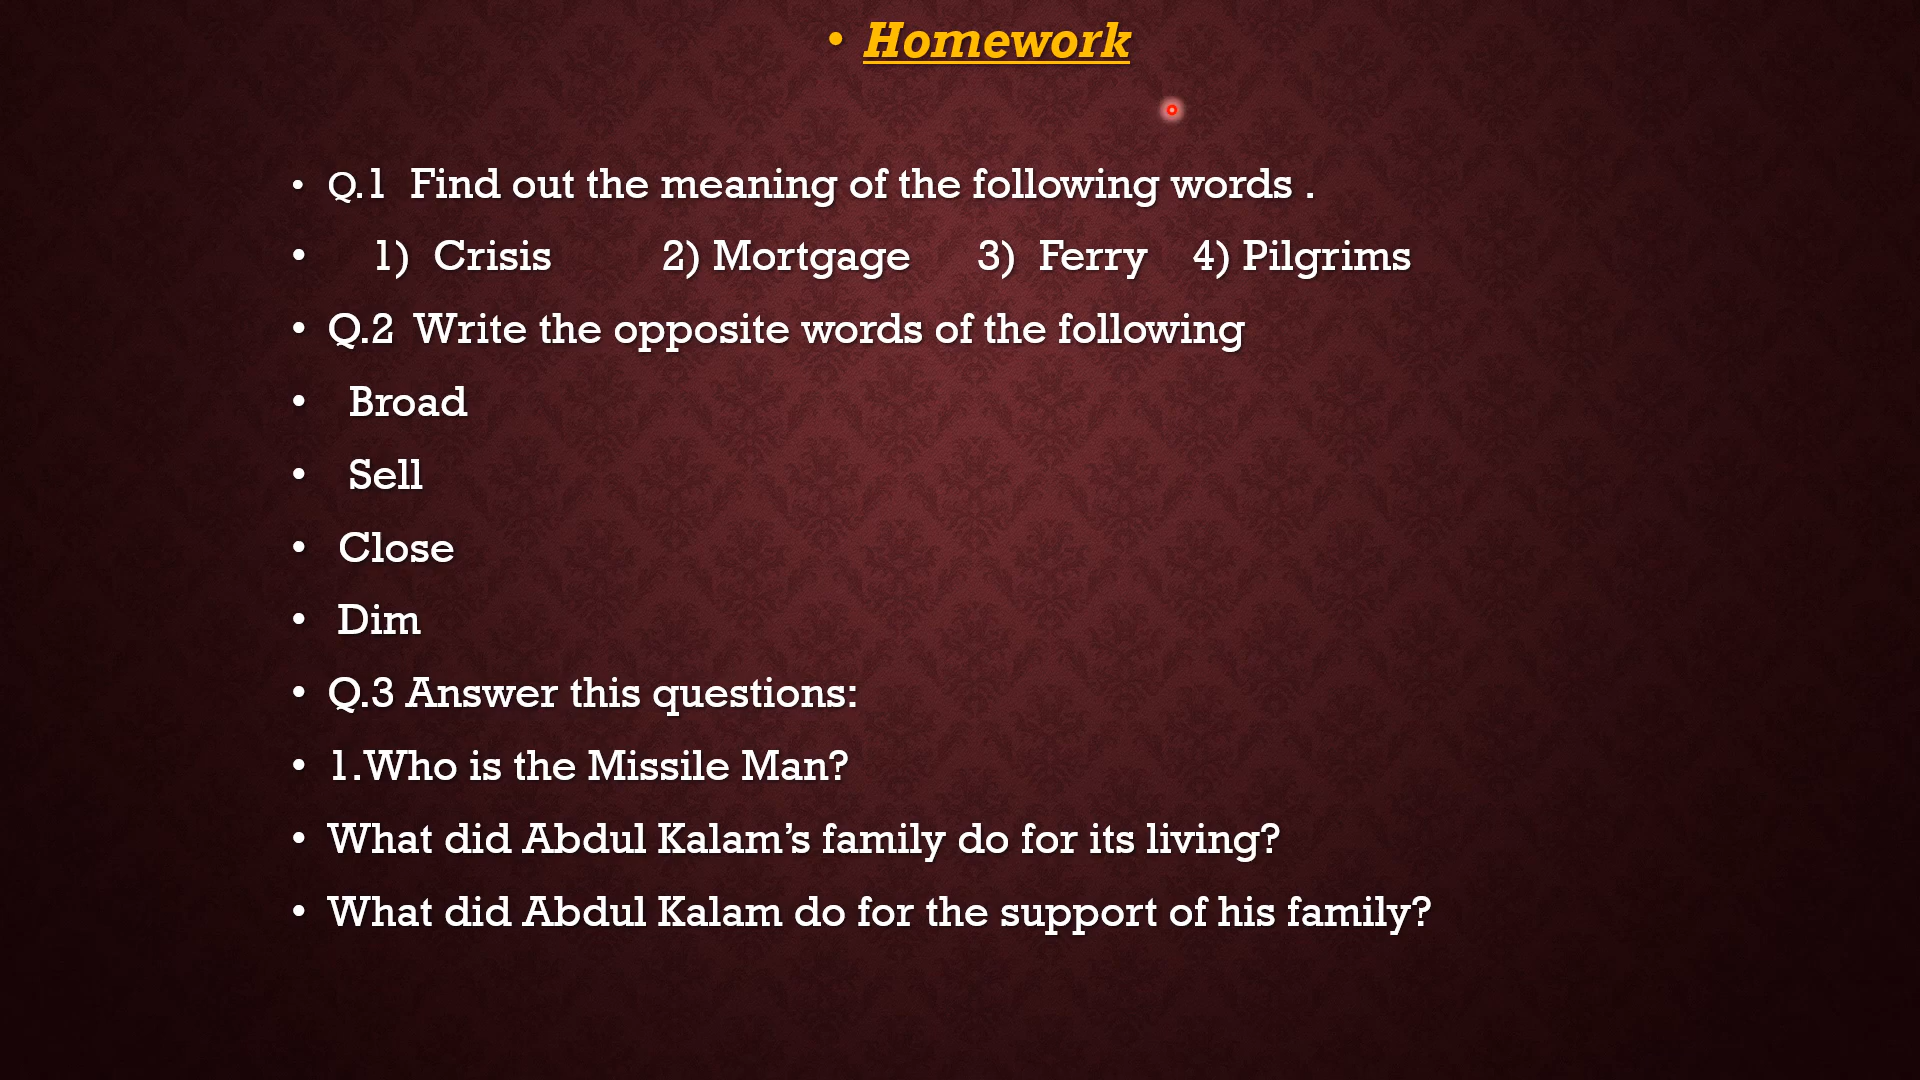 • Homework
• Q.1 Find out the meaning of the following words .
• 1) Crisis 2) Mortgage 3) Ferry 4) Pilgrims
• Q.2 Write the opposite words of the following
• Broad
• Sell
• Close
• Dim
• Q.3 Answer this questions:
• 1.Who is the Missile Man?
• What did Abdul Kalam’s family do for its living?
• What did Abdul Kalam do for the support of his family?